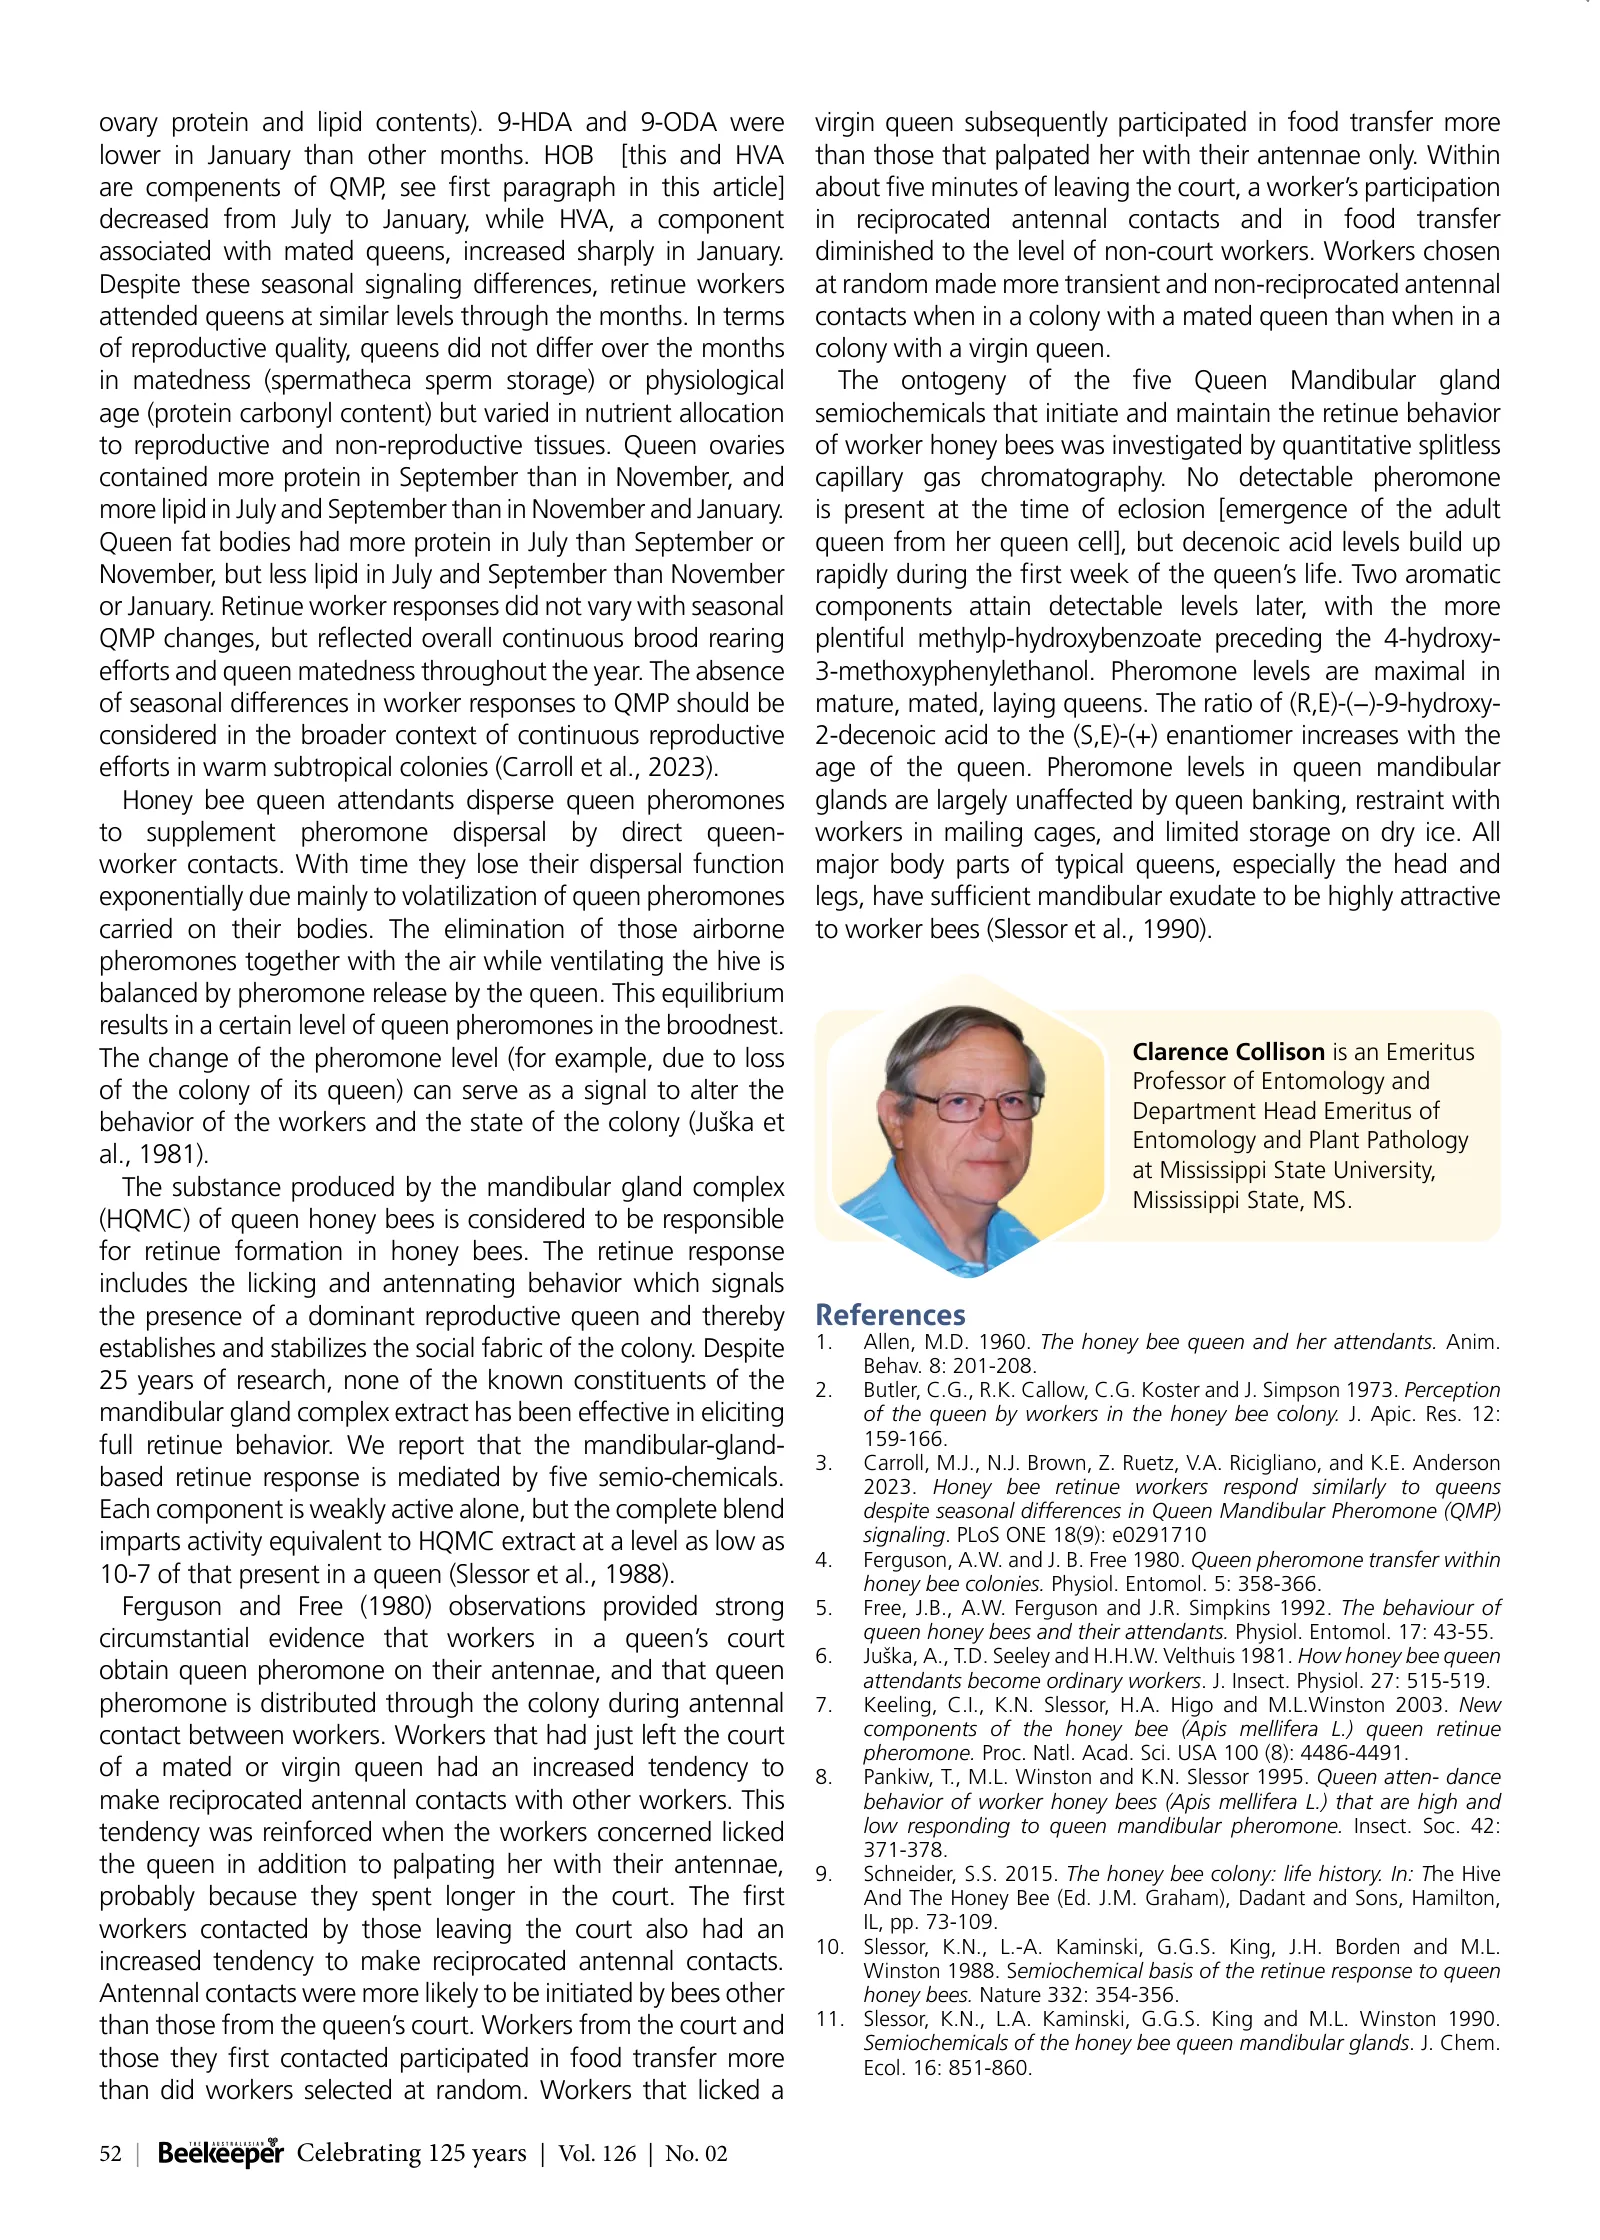 ovary protein and lipid contents). 9-HDA and 9-ODA were
lower in January than other months. HOB  [this and HVA
are compenents of QMP, see first paragraph in this article]
decreased from July to January, while HVA, a component
associated with mated queens, increased sharply in January.
Despite these seasonal signaling differences, retinue workers
attended queens at similar levels through the months. In terms
of reproductive quality, queens did not differ over the months
in matedness (spermatheca sperm storage) or physiological
age (protein carbonyl content) but varied in nutrient allocation
to reproductive and non-reproductive tissues. Queen ovaries
contained more protein in September than in November, and
more lipid in July and September than in November and January.
Queen fat bodies had more protein in July than September or
November, but less lipid in July and September than November
or January. Retinue worker responses did not vary with seasonal
QMP changes, but reflected overall continuous brood rearing
efforts and queen matedness throughout the year. The absence
of seasonal differences in worker responses to QMP should be
considered in the broader context of continuous reproductive
efforts in warm subtropical colonies (Carroll et al., 2023).
Honey bee queen attendants disperse queen pheromones
to supplement pheromone dispersal by direct queen-
worker contacts. With time they lose their dispersal function
exponentially due mainly to volatilization of queen pheromones
carried on their bodies. The elimination of those airborne
pheromones together with the air while ventilating the hive is
balanced by pheromone release by the queen. This equilibrium
results in a certain level of queen pheromones in the broodnest.
The change of the pheromone level (for example, due to loss
of the colony of its queen) can serve as a signal to alter the
behavior of the workers and the state of the colony (Juška et
al., 1981).
The substance produced by the mandibular gland complex
(HQMC) of queen honey bees is considered to be responsible
for retinue formation in honey bees. The retinue response
includes the licking and antennating behavior which signals
the presence of a dominant reproductive queen and thereby
establishes and stabilizes the social fabric of the colony. Despite
25 years of research, none of the known constituents of the
mandibular gland complex extract has been effective in eliciting
full retinue behavior. We report that the mandibular-gland-
based retinue response is mediated by five semio-chemicals.
Each component is weakly active alone, but the complete blend
imparts activity equivalent to HQMC extract at a level as low as
10-7 of that present in a queen (Slessor et al., 1988).
Ferguson and Free (1980) observations provided strong
circumstantial evidence that workers in a queen's court
obtain queen pheromone on their antennae, and that queen
pheromone is distributed through the colony during antennal
contact between workers. Workers that had just left the court
of a mated or virgin queen had an increased tendency to
make reciprocated antennal contacts with other workers. This
tendency was reinforced when the workers concerned licked
the queen in addition to palpating her with their antennae,
probably because they spent longer in the court. The first
workers contacted by those leaving the court also had an
increased tendency to make reciprocated antennal contacts.
Antennal contacts were more likely to be initiated by bees other
than those from the queen's court. Workers from the court and
those they first contacted participated in food transfer more
than did workers selected at random. Workers that licked a
virgin queen subsequently participated in food transfer more
than those that palpated her with their antennae only. Within
about five minutes of leaving the court, a worker's participation
in reciprocated antennal contacts and in food transfer
diminished to the level of non-court workers. Workers chosen
at random made more transient and non-reciprocated antennal
contacts when in a colony with a mated queen than when in a
colony with a virgin queen.
The ontogeny of the five Queen Mandibular gland
semiochemicals that initiate and maintain the retinue behavior
of worker honey bees was investigated by quantitative splitless
capillary gas chromatography. No detectable pheromone
is present at the time of eclosion [emergence of the adult
queen from her queen cell], but decenoic acid levels build up
rapidly during the first week of the queen's life. Two aromatic
components attain detectable levels later, with the more
plentiful methylp-hydroxybenzoate preceding the 4-hydroxy-
3-methoxyphenylethanol. Pheromone levels are maximal in
mature, mated, laying queens. The ratio of (R,E)-(–)-9-hydroxy-
2-decenoic acid to the (S,E)-(+) enantiomer increases with the
age of the queen. Pheromone levels in queen mandibular
glands are largely unaffected by queen banking, restraint with
workers in mailing cages, and limited storage on dry ice. All
major body parts of typical queens, especially the head and
legs, have sufficient mandibular exudate to be highly attractive
to worker bees (Slessor et al., 1990).
Clarence Collison is an Emeritus
Professor of Entomology and
Department Head Emeritus of
Entomology and Plant Pathology
at Mississippi State University,
Mississippi State, MS.
References
1. Allen, M.D. 1960. The honey bee queen and her attendants. Anim.
Behav. 8: 201-208.
2. Butler, C.G., R.K. Callow, C.G. Koster and J. Simpson 1973. Perception
of the queen by workers in the honey bee colony. J. Apic. Res. 12:
159-166.
3. Carroll, M.J., N.J. Brown, Z. Ruetz, V.A. Ricigliano, and K.E. Anderson
2023. Honey bee retinue workers respond similarly to queens
despite seasonal differences in Queen Mandibular Pheromone (QMP)
signaling. PLoS ONE 18(9): e0291710
4. Ferguson, A.W. and J. B. Free 1980. Queen pheromone transfer within
honey bee colonies. Physiol. Entomol. 5: 358-366.
5. Free, J.B., A.W. Ferguson and J.R. Simpkins 1992. The behaviour of
queen honey bees and their attendants. Physiol. Entomol. 17: 43-55.
6. Juška, A., T.D. Seeley and H.H.W. Velthuis 1981. How honey bee queen
attendants become ordinary workers. J. Insect. Physiol. 27: 515-519.
7. Keeling, C.I., K.N. Slessor, H.A. Higo and M.L.Winston 2003. New
components of the honey bee (Apis mellifera L.) queen retinue
pheromone. Proc. Natl. Acad. Sci. USA 100 (8): 4486-4491.
8. Pankiw, T., M.L. Winston and K.N. Slessor 1995. Queen atten- dance
behavior of worker honey bees (Apis mellifera L.) that are high and
low responding to queen mandibular pheromone. Insect. Soc. 42:
371-378.
9. Schneider, S.S. 2015. The honey bee colony: life history. In: The Hive
And The Honey Bee (Ed. J.M. Graham), Dadant and Sons, Hamilton,
IL, pp. 73-109.
10. Slessor, K.N., L.-A. Kaminski, G.G.S. King, J.H. Borden and M.L.
Winston 1988. Semiochemical basis of the retinue response to queen
honey bees. Nature 332: 354-356.
11. Slessor, K.N., L.A. Kaminski, G.G.S. King and M.L. Winston 1990.
Semiochemicals of the honey bee queen mandibular glands. J. Chem.
Ecol. 16: 851-860.
52 | THE AUSTRALASIAN Beekeeper Celebrating 125 years | Vol. 126 | No. 02